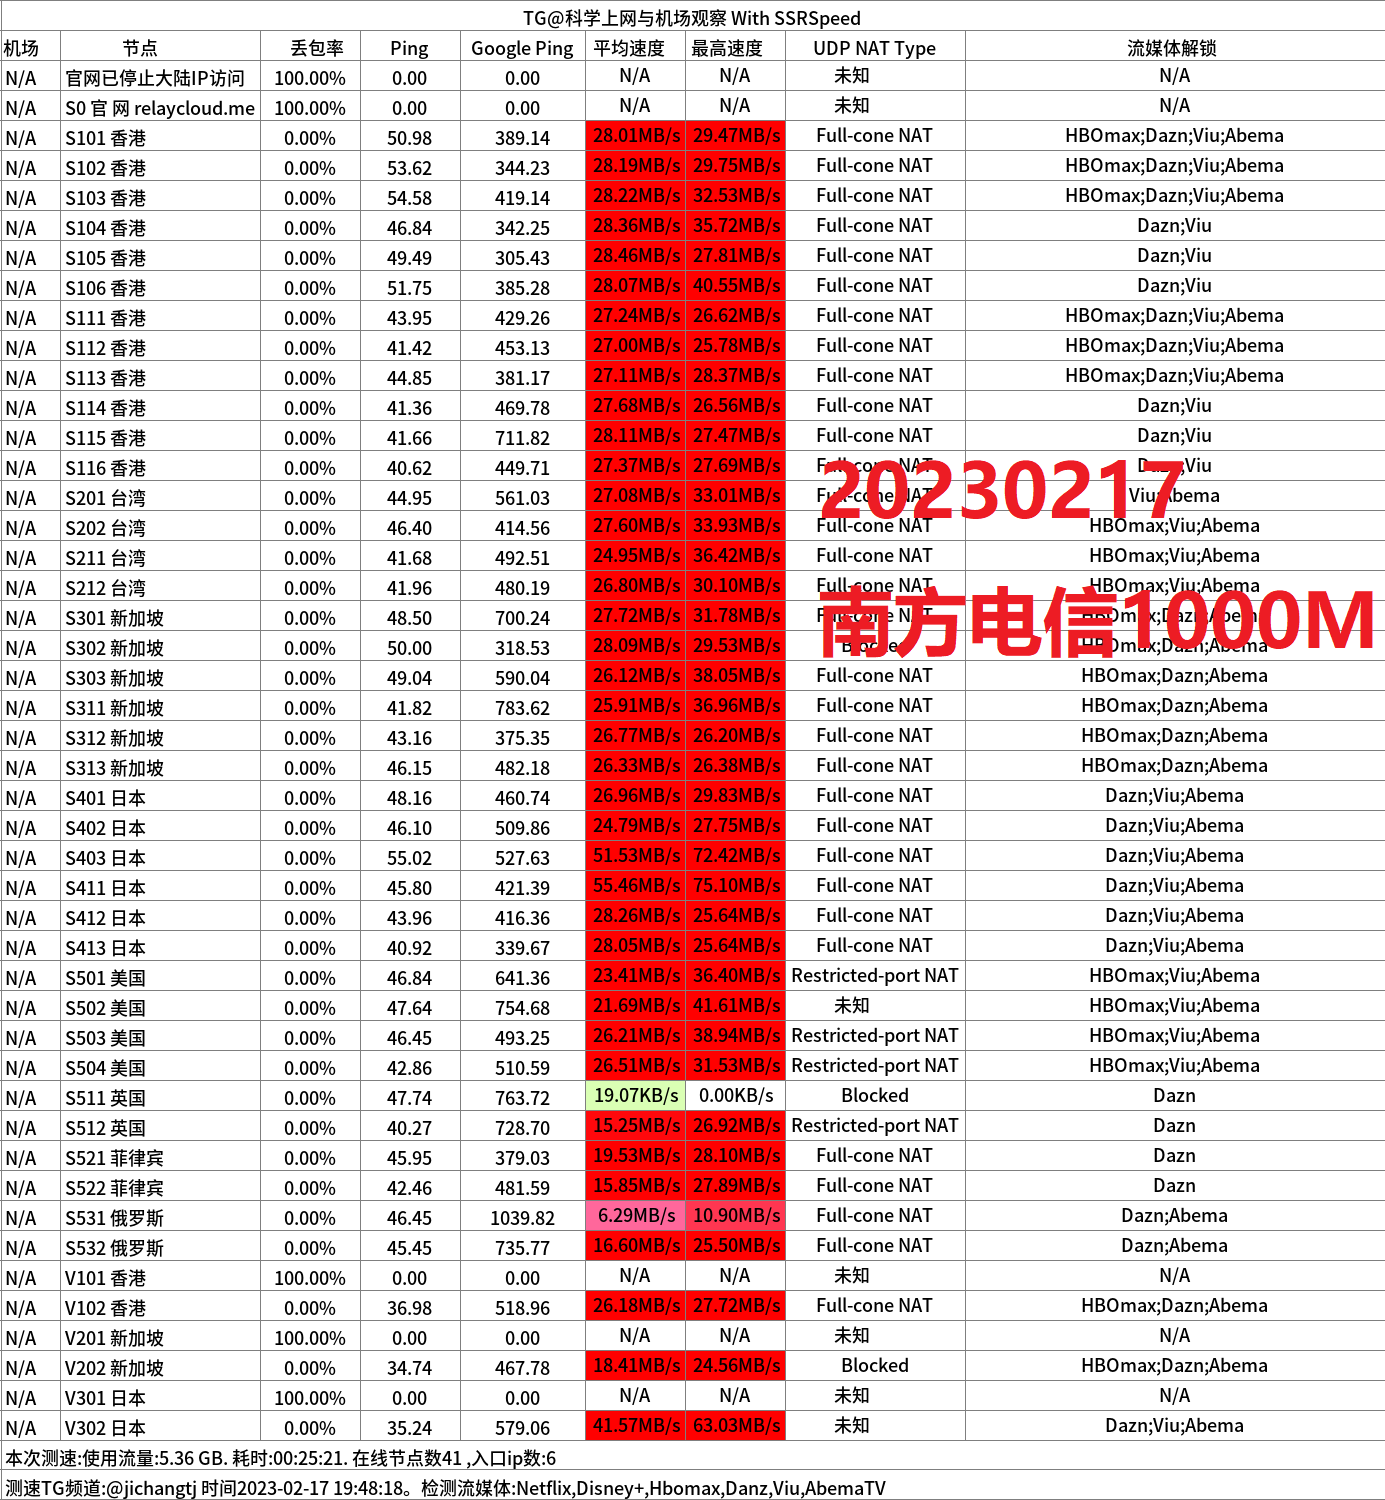 TG@科学上网与机场观察 With SSRSpeed
机场 节点 丢包率 Ping Google Ping 平均速度 最高速度 UDP NAT Type 流媒体解锁
N/A 官网已停止大陆IP访问 100.00% 0.00 0.00 N/A N/A 未知 N/A
N/A S0 官 网 relaycloud.me 100.00% 0.00 0.00 N/A N/A 未知 N/A
N/A S101 香港 0.00% 50.98 389.14 28.01MB/s 29.47MB/s Full-cone NAT HBOmax;Dazn;Viu;Abema
N/A S102 香港 0.00% 53.62 344.23 28.19MB/s 29.75MB/s Full-cone NAT HBOmax;Dazn;Viu;Abema
N/A S103 香港 0.00% 54.58 419.14 28.22MB/s 32.53MB/s Full-cone NAT HBOmax;Dazn;Viu;Abema
N/A S104 香港 0.00% 46.84 342.25 28.36MB/s 35.72MB/s Full-cone NAT Dazn;Viu
N/A S105 香港 0.00% 49.49 305.43 28.46MB/s 27.81MB/s Full-cone NAT Dazn;Viu
N/A S106 香港 0.00% 51.75 385.28 28.07MB/s 40.55MB/s Full-cone NAT Dazn;Viu
N/A S111 香港 0.00% 43.95 429.26 27.24MB/s 26.62MB/s Full-cone NAT HBOmax;Dazn;Viu;Abema
N/A S112 香港 0.00% 41.42 453.13 27.00MB/s 25.78MB/s Full-cone NAT HBOmax;Dazn;Viu;Abema
N/A S113 香港 0.00% 44.85 381.17 27.11MB/s 28.37MB/s Full-cone NAT HBOmax;Dazn;Viu;Abema
N/A S114 香港 0.00% 41.36 469.78 27.68MB/s 26.56MB/s Full-cone NAT Dazn;Viu
N/A S115 香港 0.00% 41.66 711.82 28.11MB/s 27.47MB/s Full-cone NAT Dazn;Viu
N/A S116 香港 0.00% 40.62 449.71 27.37MB/s 27.69MB/s Full-cone NAT Dazn;Viu
20230217
N/A S201 台湾 0.00% 44.95 561.03 27.08MB/s 33.01MB/s Full-cone NAT Viu;Abema
N/A S202 台湾 0.00% 46.40 414.56 27.60MB/s 33.93MB/s Full-cone NAT HBOmax;Viu;Abema
N/A S211 台湾 0.00% 41.68 492.51 24.95MB/s 36.42MB/s Full-cone NAT HBOmax;Viu;Abema
N/A S212 台湾 0.00% 41.96 480.19 26.80MB/s 30.10MB/s Full-cone NAT HBOmax;Viu;Abema
N/A S301 新加坡 0.00% 48.50 700.24 27.72MB/s 31.78MB/s Full-cone NAT HBOmax;Dazn;Abema
南方电信1000M
N/A S302 新加坡 0.00% 50.00 318.53 28.09MB/s 29.53MB/s Blocked HBOmax;Dazn;Abema
N/A S303 新加坡 0.00% 49.04 590.04 26.12MB/s 38.05MB/s Full-cone NAT HBOmax;Dazn;Abema
N/A S311 新加坡 0.00% 41.82 783.62 25.91MB/s 36.96MB/s Full-cone NAT HBOmax;Dazn;Abema
N/A S312 新加坡 0.00% 43.16 375.35 26.77MB/s 26.20MB/s Full-cone NAT HBOmax;Dazn;Abema
N/A S313 新加坡 0.00% 46.15 482.18 26.33MB/s 26.38MB/s Full-cone NAT HBOmax;Dazn;Abema
N/A S401 日本 0.00% 48.16 460.74 26.96MB/s 29.83MB/s Full-cone NAT Dazn;Viu;Abema
N/A S402 日本 0.00% 46.10 509.86 24.79MB/s 27.75MB/s Full-cone NAT Dazn;Viu;Abema
N/A S403 日本 0.00% 55.02 527.63 51.53MB/s 72.42MB/s Full-cone NAT Dazn;Viu;Abema
N/A S411 日本 0.00% 45.80 421.39 55.46MB/s 75.10MB/s Full-cone NAT Dazn;Viu;Abema
N/A S412 日本 0.00% 43.96 416.36 28.26MB/s 25.64MB/s Full-cone NAT Dazn;Viu;Abema
N/A S413 日本 0.00% 40.92 339.67 28.05MB/s 25.64MB/s Full-cone NAT Dazn;Viu;Abema
N/A S501 美国 0.00% 46.84 641.36 23.41MB/s 36.40MB/s Restricted-port NAT HBOmax;Viu;Abema
N/A S502 美国 0.00% 47.64 754.68 21.69MB/s 41.61MB/s 未知 HBOmax;Viu;Abema
N/A S503 美国 0.00% 46.45 493.25 26.21MB/s 38.94MB/s Restricted-port NAT HBOmax;Viu;Abema
N/A S504 美国 0.00% 42.86 510.59 26.51MB/s 31.53MB/s Restricted-port NAT HBOmax;Viu;Abema
N/A S511 英国 0.00% 47.74 763.72 19.07KB/s 0.00KB/s Blocked Dazn
N/A S512 英国 0.00% 40.27 728.70 15.25MB/s 26.92MB/s Restricted-port NAT Dazn
N/A S521 菲律宾 0.00% 45.95 379.03 19.53MB/s 28.10MB/s Full-cone NAT Dazn
N/A S522 菲律宾 0.00% 42.46 481.59 15.85MB/s 27.89MB/s Full-cone NAT Dazn
N/A S531 俄罗斯 0.00% 46.45 1039.82 6.29MB/s 10.90MB/s Full-cone NAT Dazn;Abema
N/A S532 俄罗斯 0.00% 45.45 735.77 16.60MB/s 25.50MB/s Full-cone NAT Dazn;Abema
N/A V101 香港 100.00% 0.00 0.00 N/A N/A 未知 N/A
N/A V102 香港 0.00% 36.98 518.96 26.18MB/s 27.72MB/s Full-cone NAT HBOmax;Dazn;Abema
N/A V201 新加坡 100.00% 0.00 0.00 N/A N/A 未知 N/A
N/A V202 新加坡 0.00% 34.74 467.78 18.41MB/s 24.56MB/s Blocked HBOmax;Dazn;Abema
N/A V301 日本 100.00% 0.00 0.00 N/A N/A 未知 N/A
N/A V302 日本 0.00% 35.24 579.06 41.57MB/s 63.03MB/s 未知 Dazn;Viu;Abema
本次测速:使用流量:5.36 GB. 耗时:00:25:21. 在线节点数41 ,入口ip数:6
测速TG频道:@jichangtj 时间2023-02-17 19:48:18。检测流媒体:Netflix,Disney+,Hbomax,Danz,Viu,AbemaTV